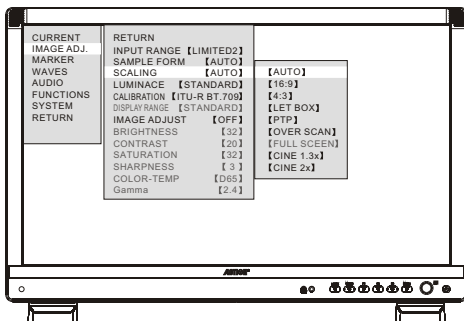 CURRENT
IMAGE ADJ.
MARKER
WAVES
AUDIO
FUNCTIONS
SYSTEM
RETURN
RETURN
INPUT RANGE 【LIMITED2】
SAMPLE FORM 【AUTO】
SCALING 【AUTO】
LUMINACE 【STANDARD】
CALIBRATION 【ITU-R BT.709】
DISPLAY RANGE 【STANDARD】
IMAGE ADJUST 【OFF】
BRIGHTNESS 【32】
CONTRAST 【20】
SATURATION 【32】
SHARPNESS 【 3 】
COLOR-TEMP 【D65】
Gamma 【2.4】
【AUTO】
【16:9】
【4:3】
【LET BOX】
【PTP】
【OVER SCAN】
【FULL SCEEN】
【CINE 1.3x】
【CINE 2x】